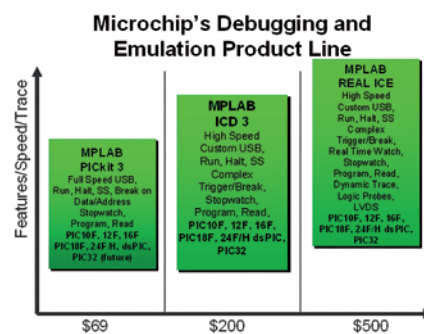 Microchip's Debugging and
Emulation Product Line
Features/Speed/Trace
MPLAB
PICkit 3
Full Speed USB,
Run, Halt, SS, Break on
Data/Address
Stopwatch,
Program, Read
PIC10F, 12F, 16F
PIC18F, 24F/H, dsPIC,
PIC32 (future)
MPLAB
ICD 3
High Speed
Custom USB,
Run, Halt, SS
Complex
Trigger/Break,
Stopwatch,
Program, Read,
PIC10F, 12F, 16F,
PIC18F, 24F/H dsPIC,
PIC32
MPLAB
REAL ICE
High Speed
Custom USB,
Run, Halt, SS
Complex
Trigger/Break,
Real Time Watch,
Stopwatch,
Program, Read,
Dynamic Trace,
Logic Probes,
LVDS
PIC10F, 12F, 16F,
PIC18F, 24F/H dsPIC,
PIC32
$69
$200
$500